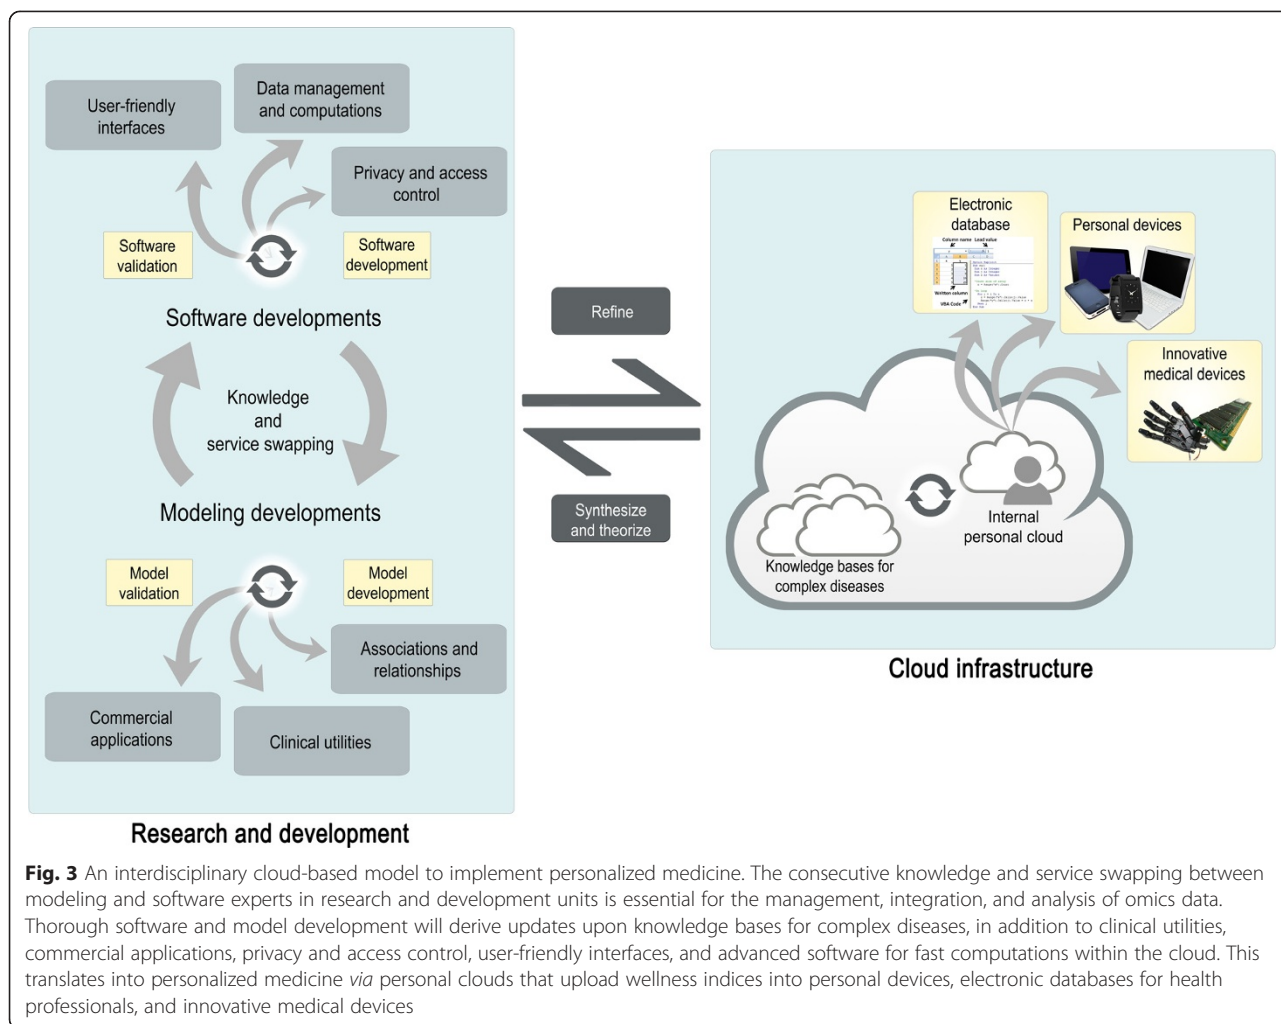 User-friendly
interfaces
Data management
and computations
Privacy and access
control
Software
validation
Software
development
Software developments
Knowledge
and
service swapping
Modeling developments
Model
validation
Model
development
Associations and
relationships
Commercial
applications
Clinical utilities
Research and development
Refine
Synthesize
and theorize
Electronic
database
Column name Lead value
Written column
VBA Code
Personal devices
Innovative
medical devices
Internal
personal cloud
Knowledge bases for
complex diseases
Cloud infrastructure
Fig. 3 An interdisciplinary cloud-based model to implement personalized medicine. The consecutive knowledge and service swapping between
modeling and software experts in research and development units is essential for the management, integration, and analysis of omics data.
Thorough software and model development will derive updates upon knowledge bases for complex diseases, in addition to clinical utilities,
commercial applications, privacy and access control, user-friendly interfaces, and advanced software for fast computations within the cloud. This
translates into personalized medicine via personal clouds that upload wellness indices into personal devices, electronic databases for health
professionals, and innovative medical devices